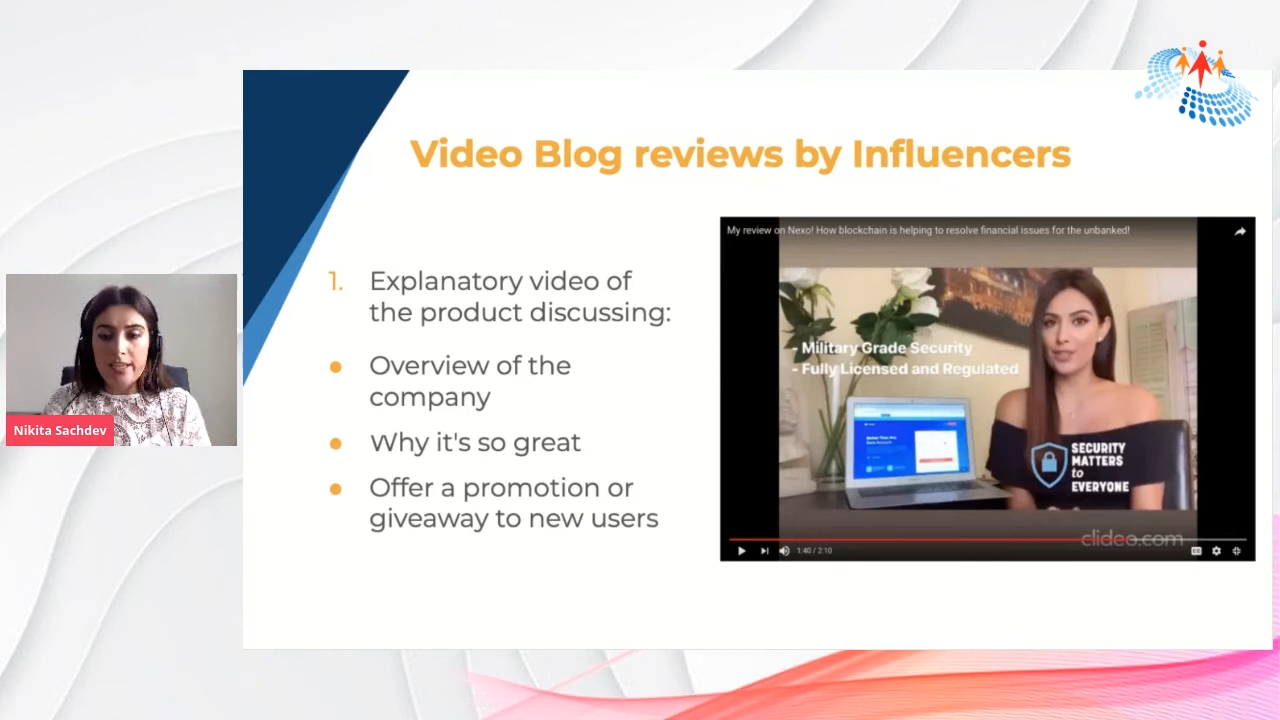 Video Blog reviews by Influencers
1. Explanatory video of
the product discussing:
Overview of the
company
Why it's so great
Offer a promotion or
giveaway to new users
My review on Nexo! How blockchain is helping to resolve financial issues for the unbanked!
- Military Grade Security
- Fully Licensed and Regulated
SECURITY
MATTERS
to
EVERYONE
clideo.com
1:40 / 2:10
Nikita Sachdev